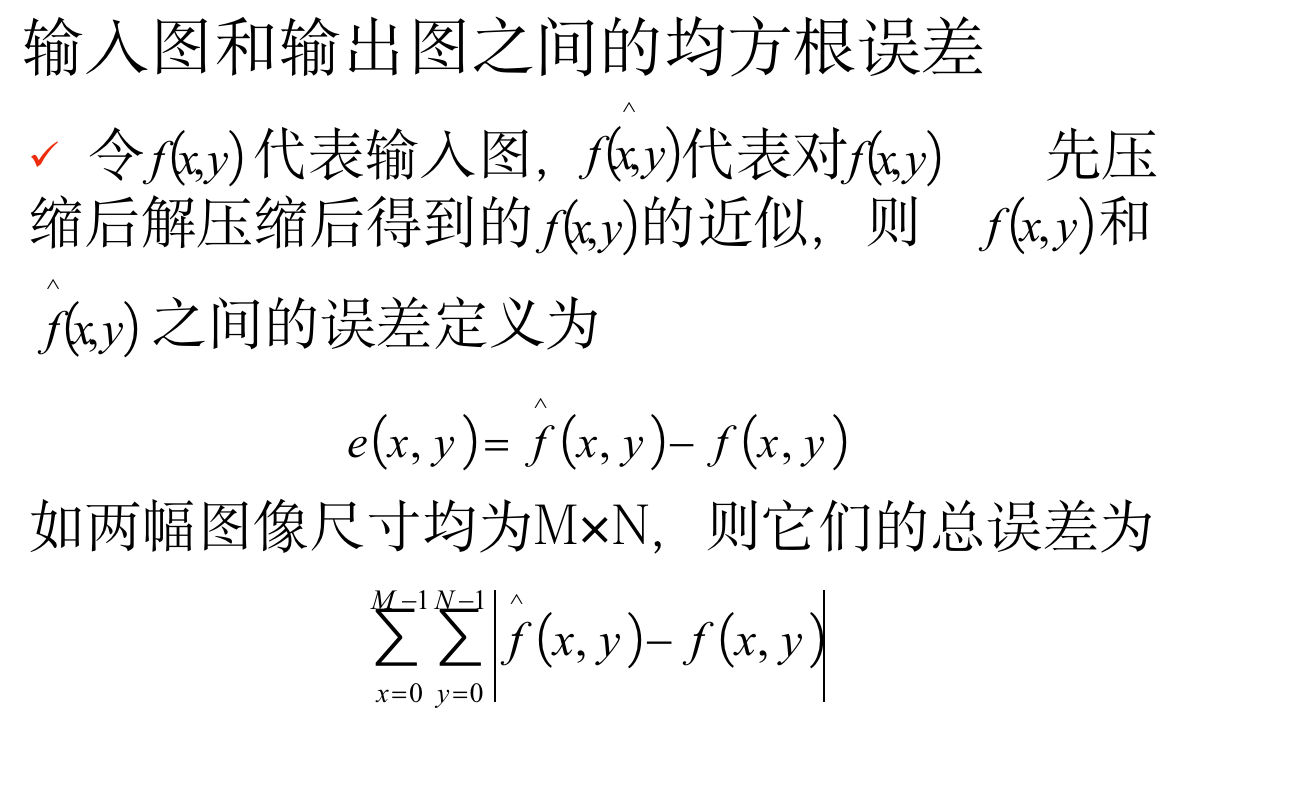 输入图和输出图之间的均方根误差
✓ 令f(x,y)代表输入图，f̂(x,y)代表对f(x,y) 先压
缩后解压缩后得到的f(x,y)的近似，则 f(x,y)和
f̂(x,y)之间的误差定义为
e(x,y)= f̂(x,y)− f(x,y)
如两幅图像尺寸均为M×N，则它们的总误差为
∑_{x=0}^{M−1} ∑_{y=0}^{N−1} | f̂(x,y)− f(x,y) |